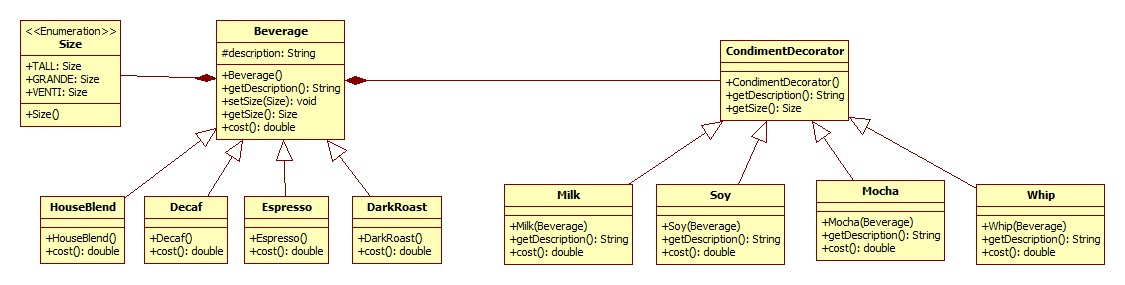 <<Enumeration>>
Size
+TALL: Size
+GRANDE: Size
+VENTI: Size
+Size()
Beverage
#description: String
+Beverage()
+getDescription(): String
+setSize(Size): void
+getSize(): Size
+cost(): double
CondimentDecorator
+CondimentDecorator()
+getDescription(): String
+getSize(): Size
HouseBlend
+HouseBlend()
+cost(): double
Decaf
+Decaf()
+cost(): double
Espresso
+Espresso()
+cost(): double
DarkRoast
+DarkRoast()
+cost(): double
Milk
+Milk(Beverage)
+getDescription(): String
+cost(): double
Soy
+Soy(Beverage)
+getDescription(): String
+cost(): double
Mocha
+Mocha(Beverage)
+getDescription(): String
+cost(): double
Whip
+Whip(Beverage)
+getDescription(): String
+cost(): double